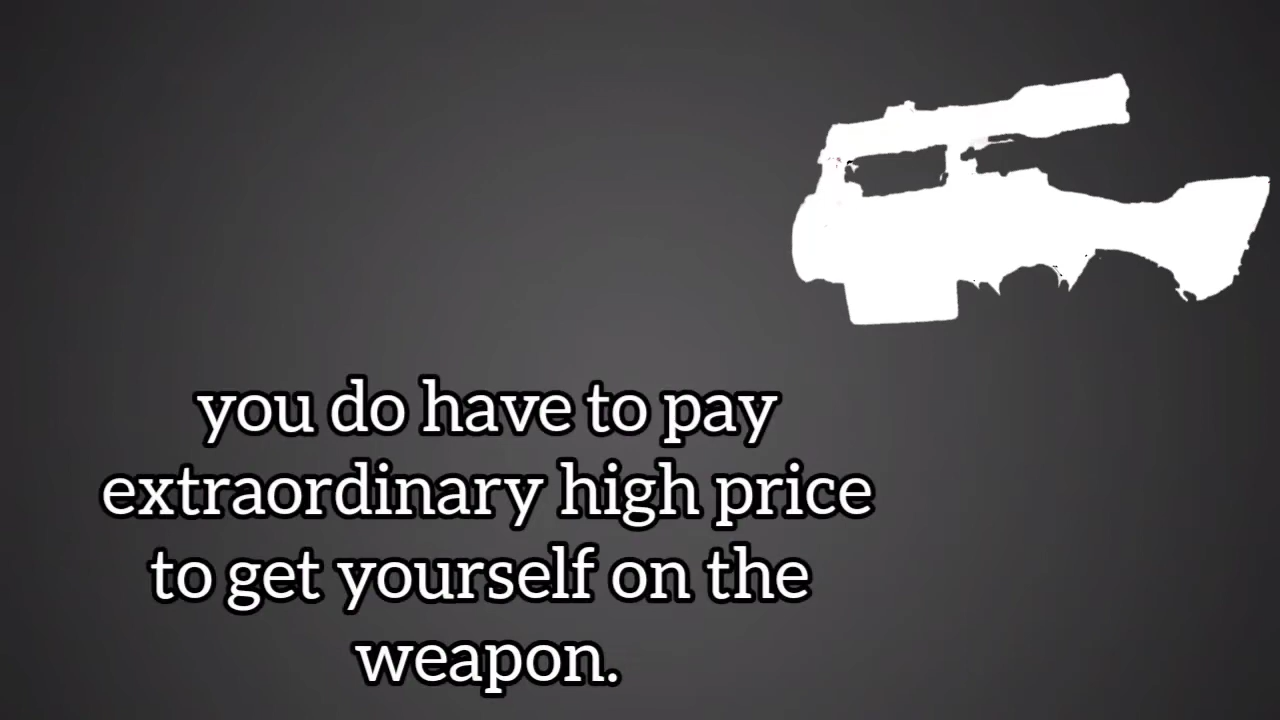 you do have to pay
extraordinary high price
to get yourself on the
weapon.